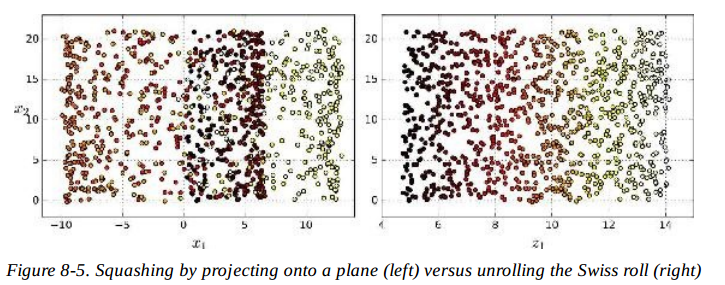 20
15
x₂
10
5
0
−10 −5 0 5 10
x₁
20
15
10
5
0
4 6 8 10 12 14
z₁
Figure 8-5. Squashing by projecting onto a plane (left) versus unrolling the Swiss roll (right)